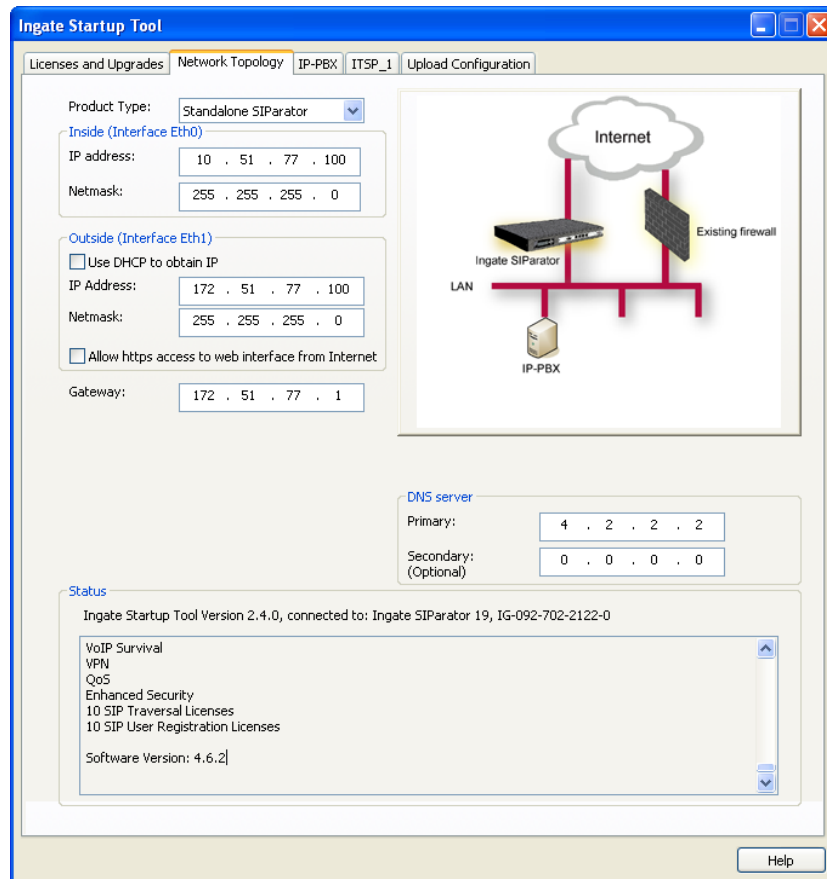 Ingate Startup Tool
Licenses and Upgrades Network Topology IP-PBX ITSP_1 Upload Configuration
Product Type: Standalone SIParator
Inside (Interface Eth0)
IP address: 10 . 51 . 77 . 100
Netmask: 255 . 255 . 255 . 0
Outside (Interface Eth1)
Use DHCP to obtain IP
IP Address: 172 . 51 . 77 . 100
Netmask: 255 . 255 . 255 . 0
Allow https access to web interface from Internet
Gateway: 172 . 51 . 77 . 1
Internet
Existing firewall
Ingate SIParator
LAN
IP-PBX
DNS server
Primary: 4 . 2 . 2 . 2
Secondary: 0 . 0 . 0 . 0
(Optional)
Status
Ingate Startup Tool Version 2.4.0, connected to: Ingate SIParator 19, IG-092-702-2122-0
VoIP Survival
VPN
QoS
Enhanced Security
10 SIP Traversal Licenses
10 SIP User Registration Licenses
Software Version: 4.6.2
Help